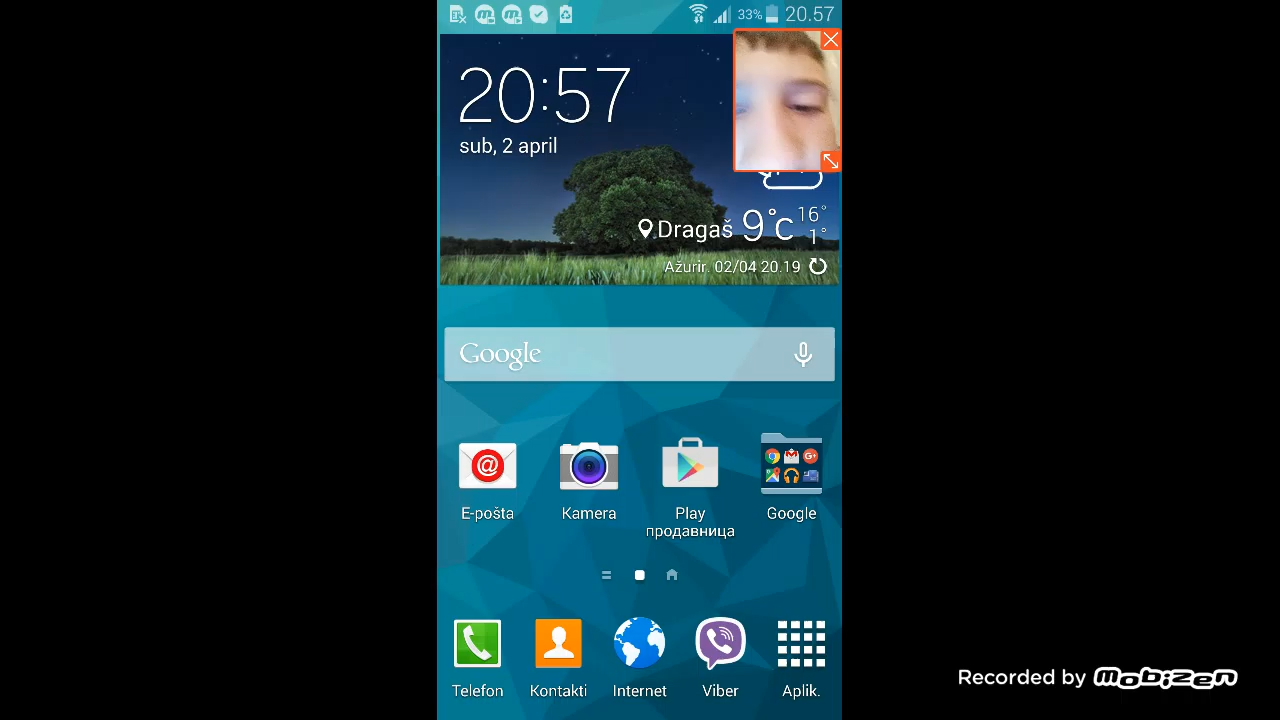 33% 20.57
20:57
sub, 2 april
Dragaš 9°C 16° 1°
Ažurir. 02/04 20.19
Google
E-pošta Kamera Play продавница Google
Telefon Kontakti Internet Viber Aplik.
Recorded by mobizen